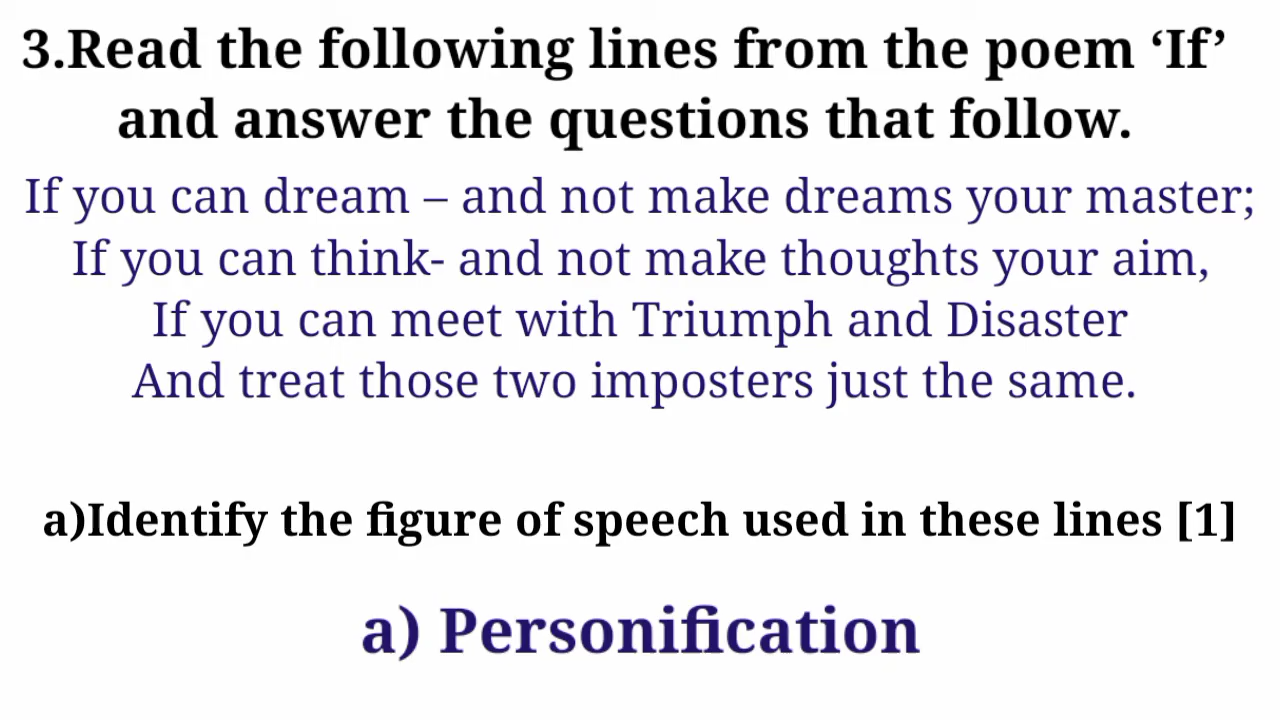 3.Read the following lines from the poem ‘If’
and answer the questions that follow.
If you can dream – and not make dreams your master;
If you can think- and not make thoughts your aim,
If you can meet with Triumph and Disaster
And treat those two imposters just the same.
a)Identify the figure of speech used in these lines [1]
a) Personification